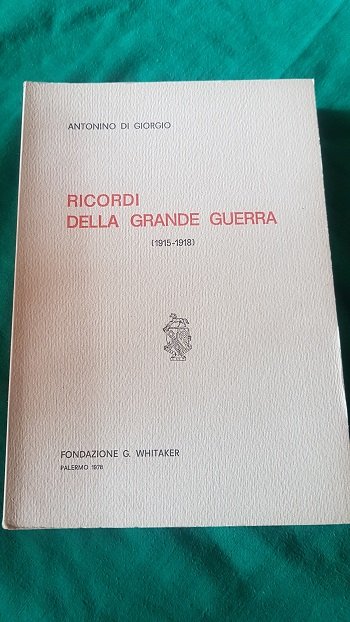 ANTONINO DI GIORGIO
RICORDI
DELLA GRANDE GUERRA
(1915-1918)
FONDAZIONE G. WHITAKER
PALERMO 1978